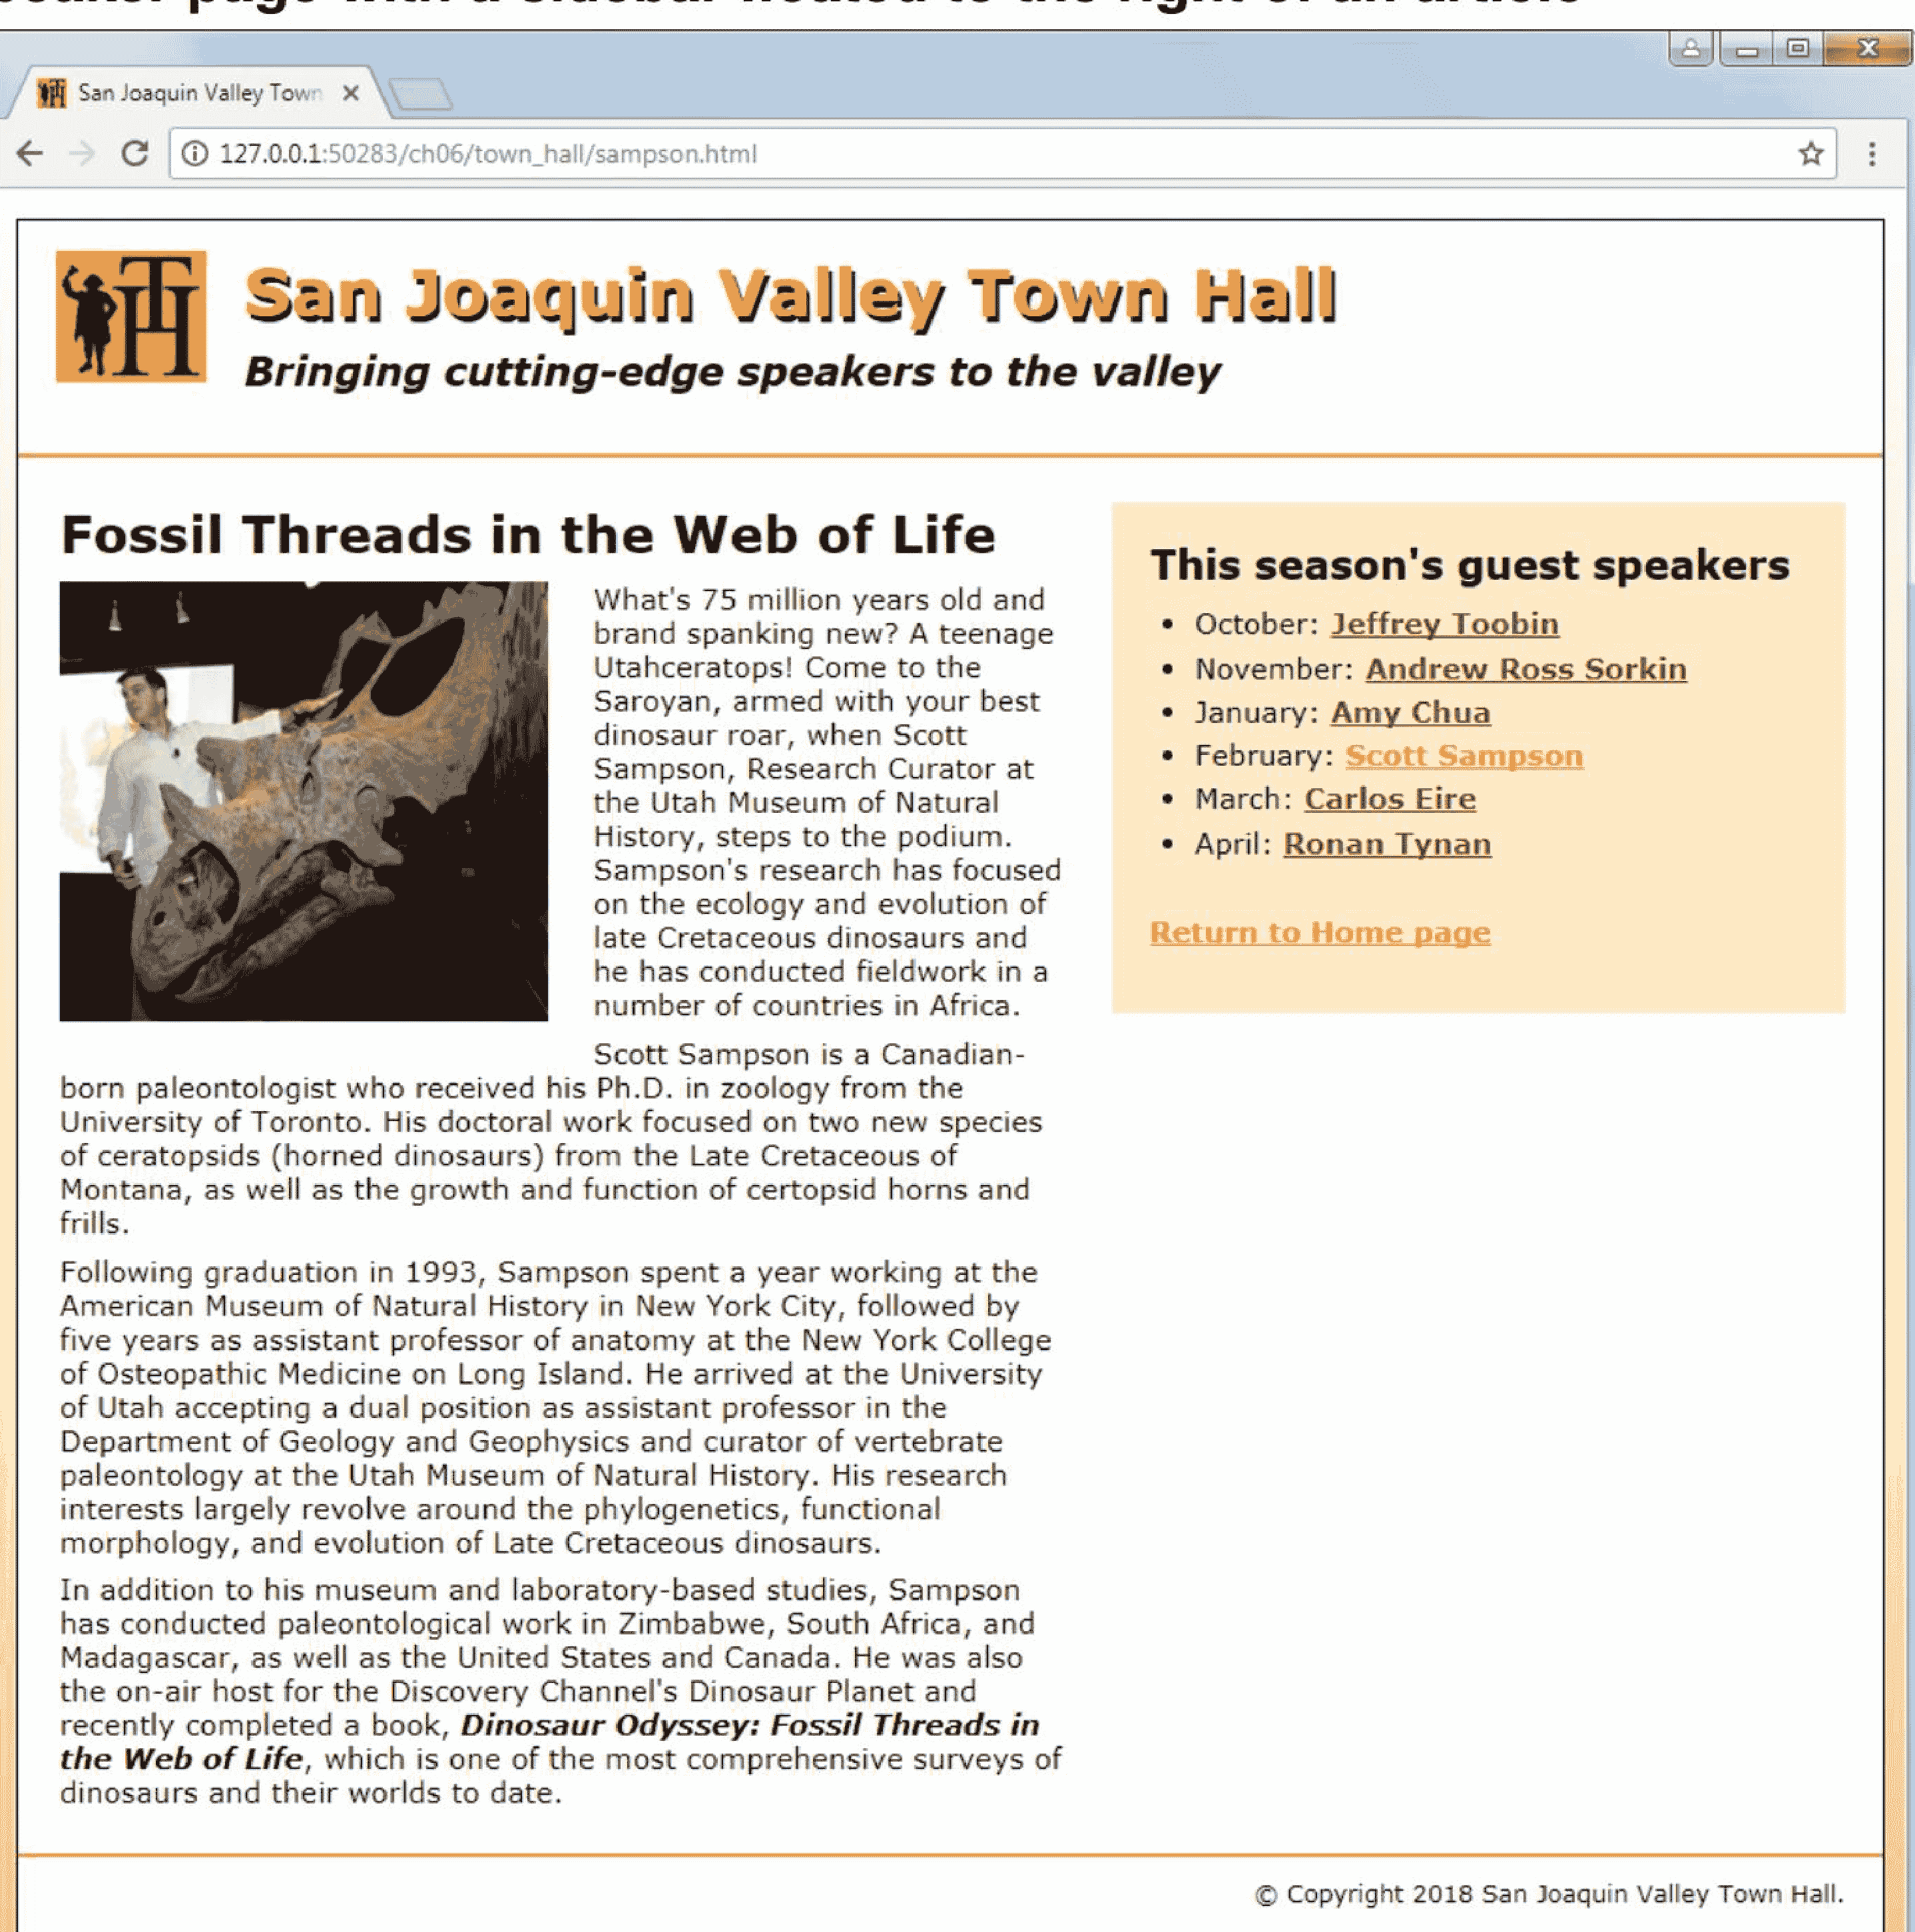 page with a sidebar floated to the right of an article
San Joaquin Valley Town
127.0.0.1:50283/ch06/town_hall/sampson.html
TH
San Joaquin Valley Town Hall
Bringing cutting-edge speakers to the valley
Fossil Threads in the Web of Life
What's 75 million years old and
brand spanking new? A teenage
Utahceratops! Come to the
Saroyan, armed with your best
dinosaur roar, when Scott
Sampson, Research Curator at
the Utah Museum of Natural
History, steps to the podium.
Sampson's research has focused
on the ecology and evolution of
late Cretaceous dinosaurs and
he has conducted fieldwork in a
number of countries in Africa.
Scott Sampson is a Canadian-
born paleontologist who received his Ph.D. in zoology from the
University of Toronto. His doctoral work focused on two new species
of ceratopsids (horned dinosaurs) from the Late Cretaceous of
Montana, as well as the growth and function of certopsid horns and
frills.
Following graduation in 1993, Sampson spent a year working at the
American Museum of Natural History in New York City, followed by
five years as assistant professor of anatomy at the New York College
of Osteopathic Medicine on Long Island. He arrived at the University
of Utah accepting a dual position as assistant professor in the
Department of Geology and Geophysics and curator of vertebrate
paleontology at the Utah Museum of Natural History. His research
interests largely revolve around the phylogenetics, functional
morphology, and evolution of Late Cretaceous dinosaurs.
In addition to his museum and laboratory-based studies, Sampson
has conducted paleontological work in Zimbabwe, South Africa, and
Madagascar, as well as the United States and Canada. He was also
the on-air host for the Discovery Channel's Dinosaur Planet and
recently completed a book, Dinosaur Odyssey: Fossil Threads in
the Web of Life, which is one of the most comprehensive surveys of
dinosaurs and their worlds to date.
This season's guest speakers
• October: Jeffrey Toobin
• November: Andrew Ross Sorkin
• January: Amy Chua
• February: Scott Sampson
• March: Carlos Eire
• April: Ronan Tynan
Return to Home page
© Copyright 2018 San Joaquin Valley Town Hall.